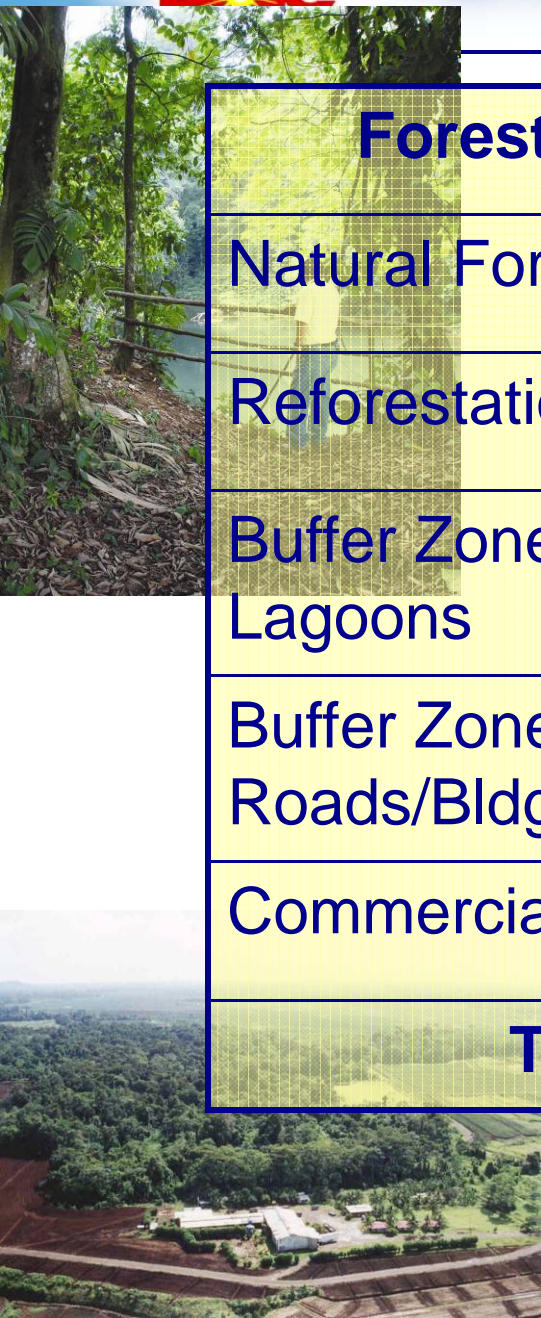 Forest
Natural For
Reforestati
Buffer Zone
Lagoons
Buffer Zone
Roads/Bldg
Commercia
T